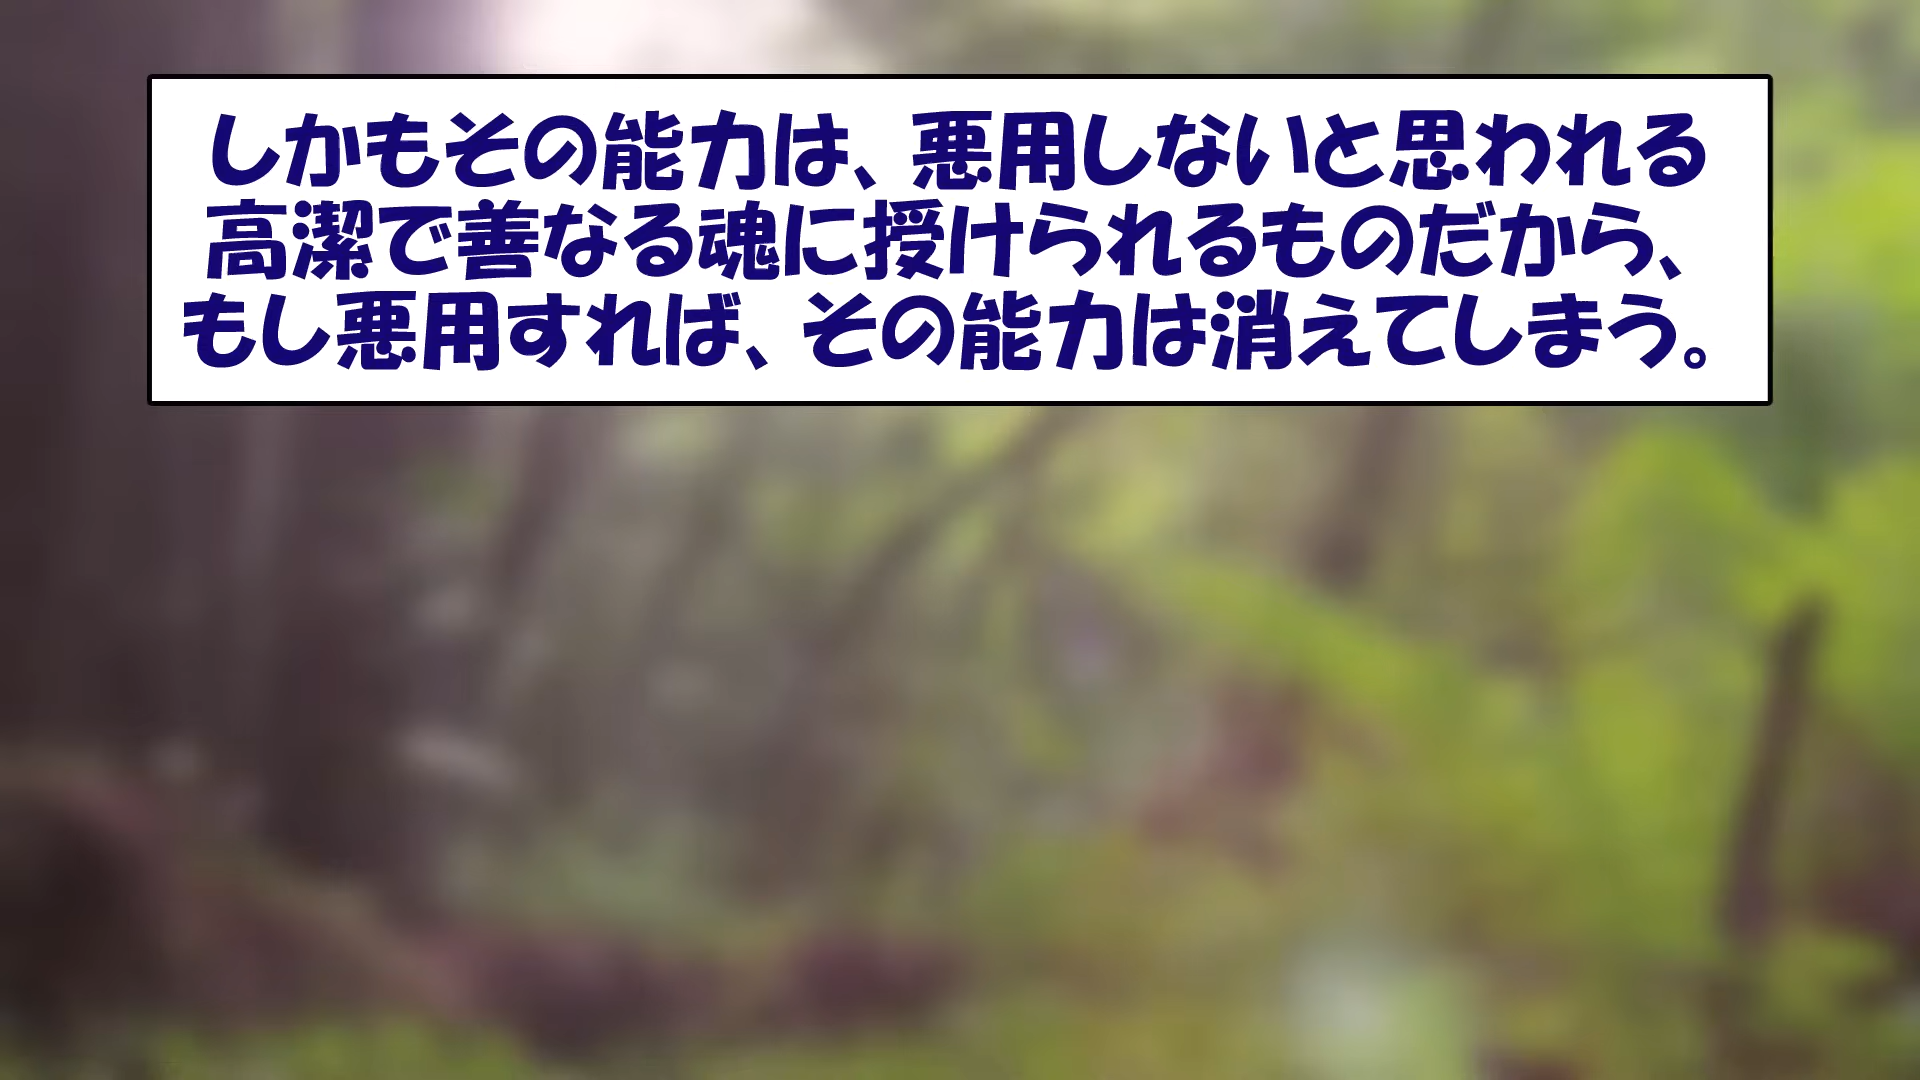 しかもその能力は、悪用しないと思われる
高潔で善なる魂に授けられるものだから、
もし悪用すれば、その能力は消えてしまう。